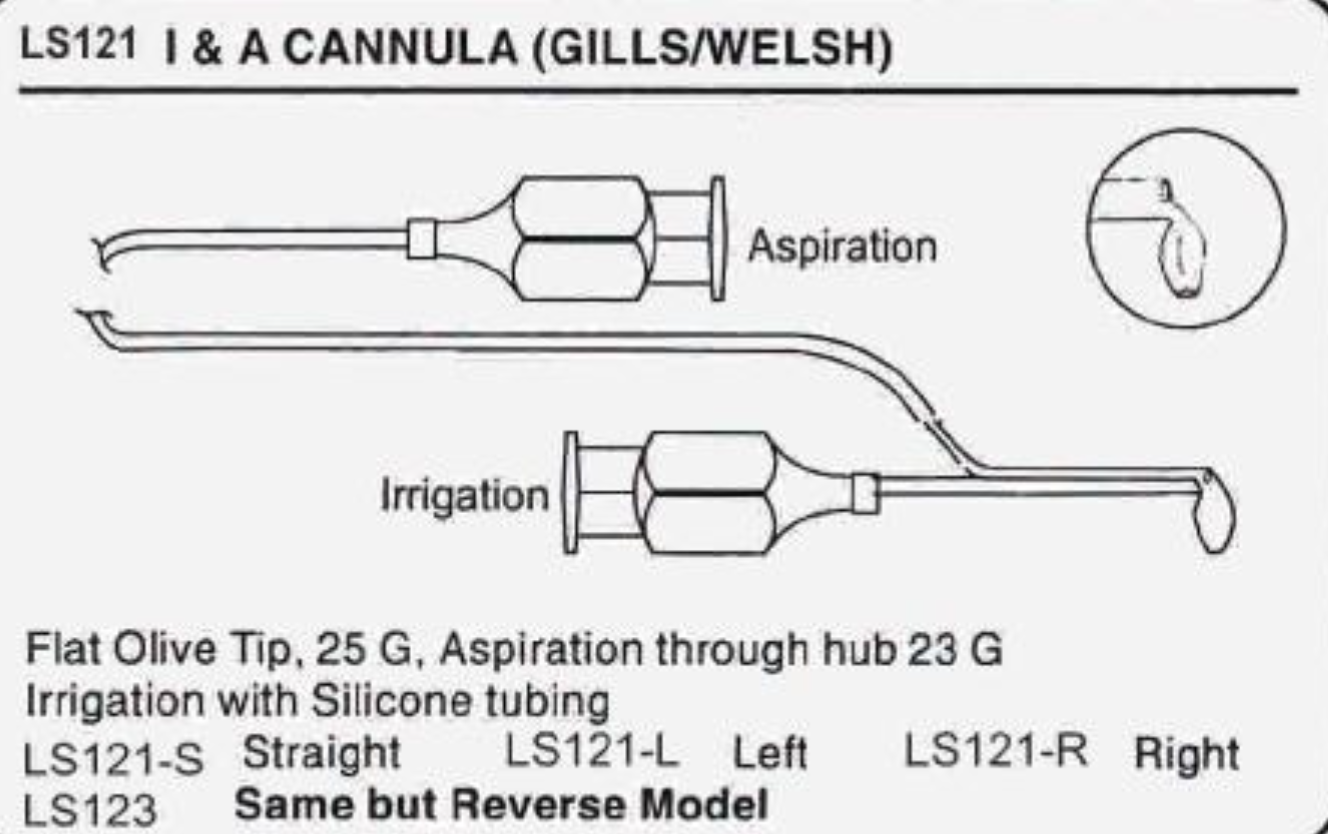 LS121 I & A CANNULA (GILLS/WELSH)
Aspiration
Irrigation
Flat Olive Tip, 25 G, Aspiration through hub 23 G
Irrigation with Silicone tubing
LS121-S Straight LS121-L Left LS121-R Right
LS123 Same but Reverse Model